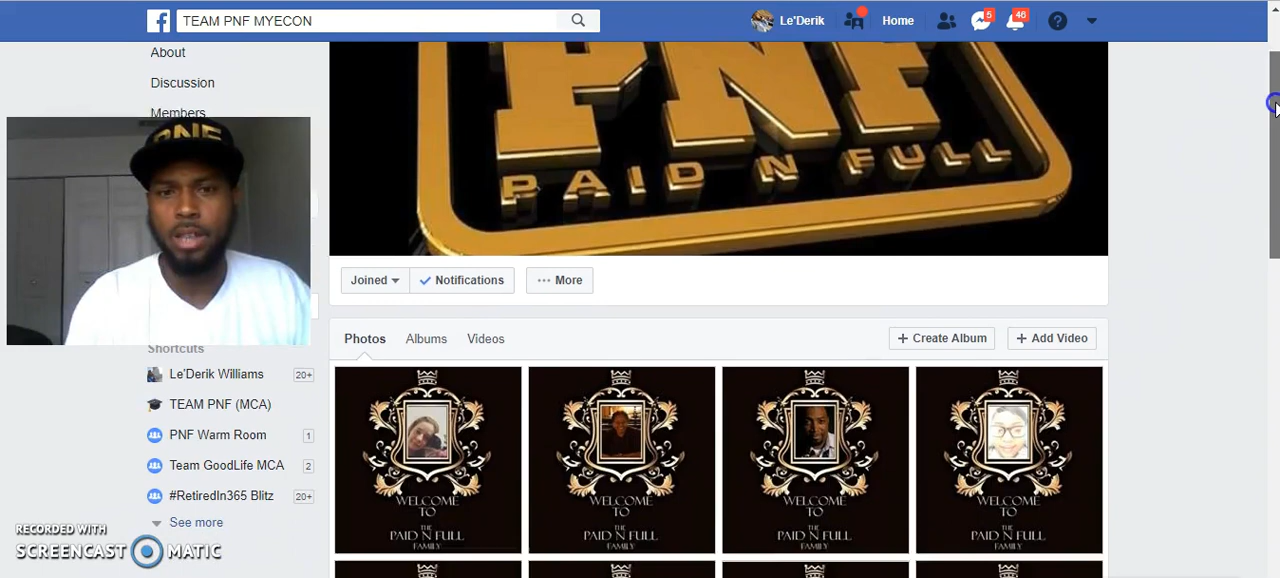 TEAM PNF MYECON
Le'Derik
Home
5
46
About
Discussion
Members
PNF
PNF
PAID N FULL
Joined
Notifications
More
Photos
Albums
Videos
+ Create Album
+ Add Video
Shortcuts
Le'Derik Williams 20+
TEAM PNF (MCA)
PNF Warm Room 1
Team GoodLife MCA 2
#RetiredIn365 Blitz 20+
See more
WELCOME
TO
THE
PAID N FULL
FAMILY
WELCOME
TO
THE
PAID N FULL
FAMILY
WELCOME
TO
THE
PAID N FULL
FAMILY
WELCOME
TO
THE
PAID N FULL
FAMILY
RECORDED WITH
SCREENCAST MATIC